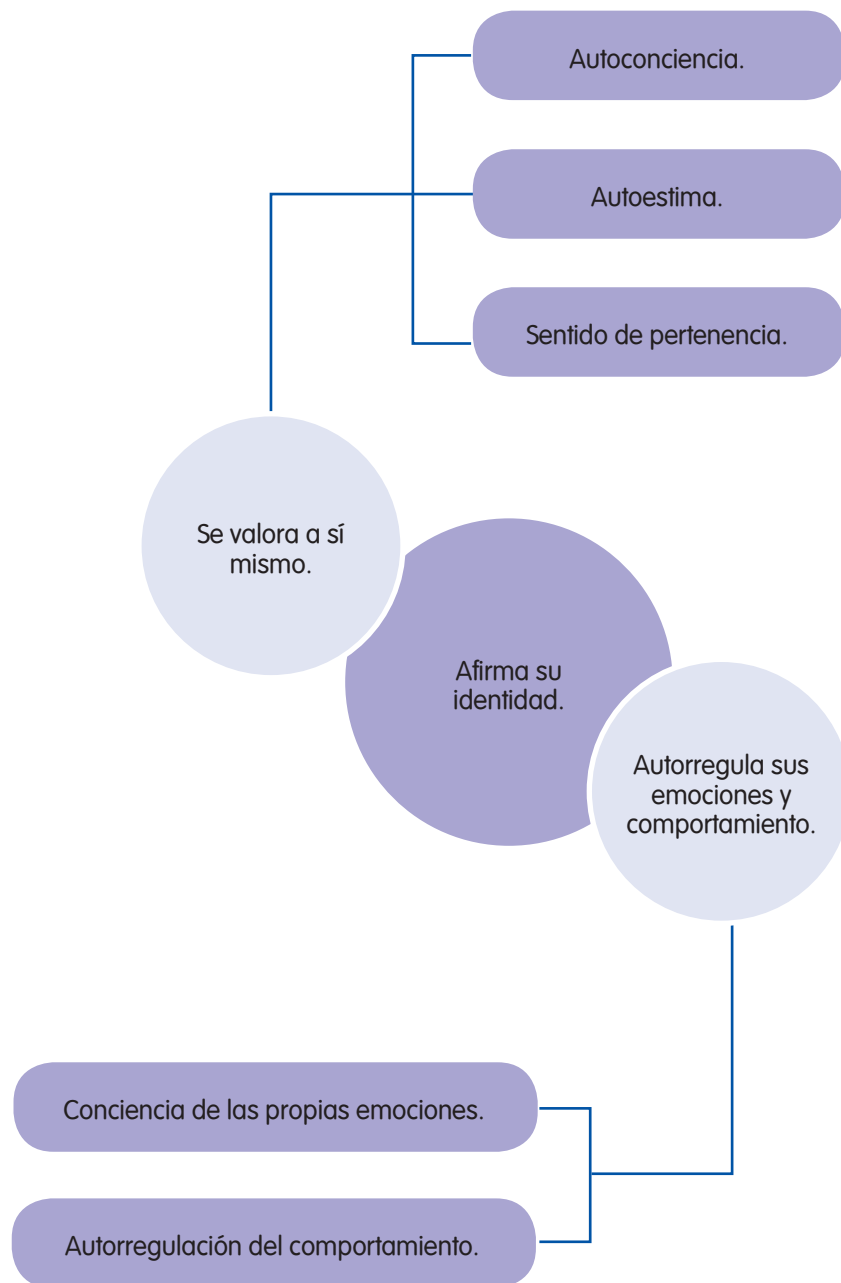 Autoconciencia.
Autoestima.
Sentido de pertenencia.
Se valora a sí
mismo.
Afirma su
identidad.
Autorregula sus
emociones y
comportamiento.
Conciencia de las propias emociones.
Autorregulación del comportamiento.